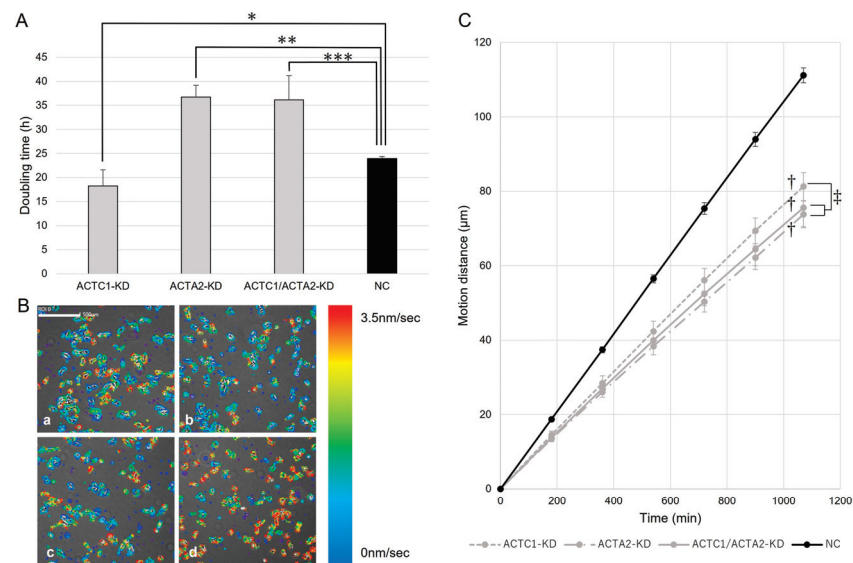 A
*
**
***
45
40
35
30
25
20
15
10
5
0
Doubling time (h)
ACTC1-KD ACTA2-KD ACTC1/ACTA2-KD NC
B
500μm
a
b
c
d
3.5nm/sec
0nm/sec
C
120
100
80
60
40
20
0
Motion distance (μm)
†
†
†
‡
0 200 400 600 800 1000 1200
Time (min)
ACTC1-KD ACTA2-KD ACTC1/ACTA2-KD NC